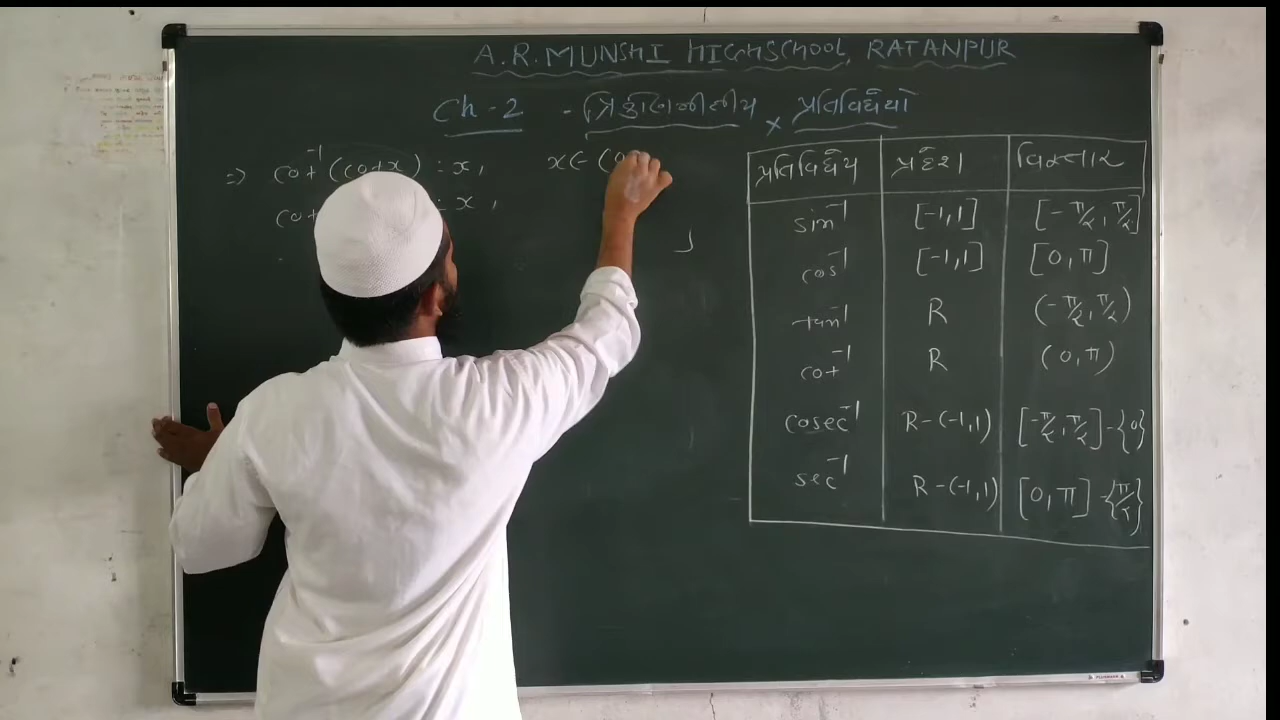 A.R. MUNSHI HIGHSCHOOL, RATANPUR
Ch-2 - ત્રિકોણમિતીય પ્રતિવિધેયો
⇒ cot⁻¹(cotx) = x, x ∈ (0
cot = x,
પ્રતિવિધેય પ્રદેશ વિસ્તાર
sin⁻¹ [-1,1] [-π/2, π/2]
cos⁻¹ [-1,1] [0, π]
tan⁻¹ R (-π/2, π/2)
cot⁻¹ R (0, π)
cosec⁻¹ R-(-1,1) [-π/2, π/2]-{0}
sec⁻¹ R-(-1,1) [0, π]-{π/2}